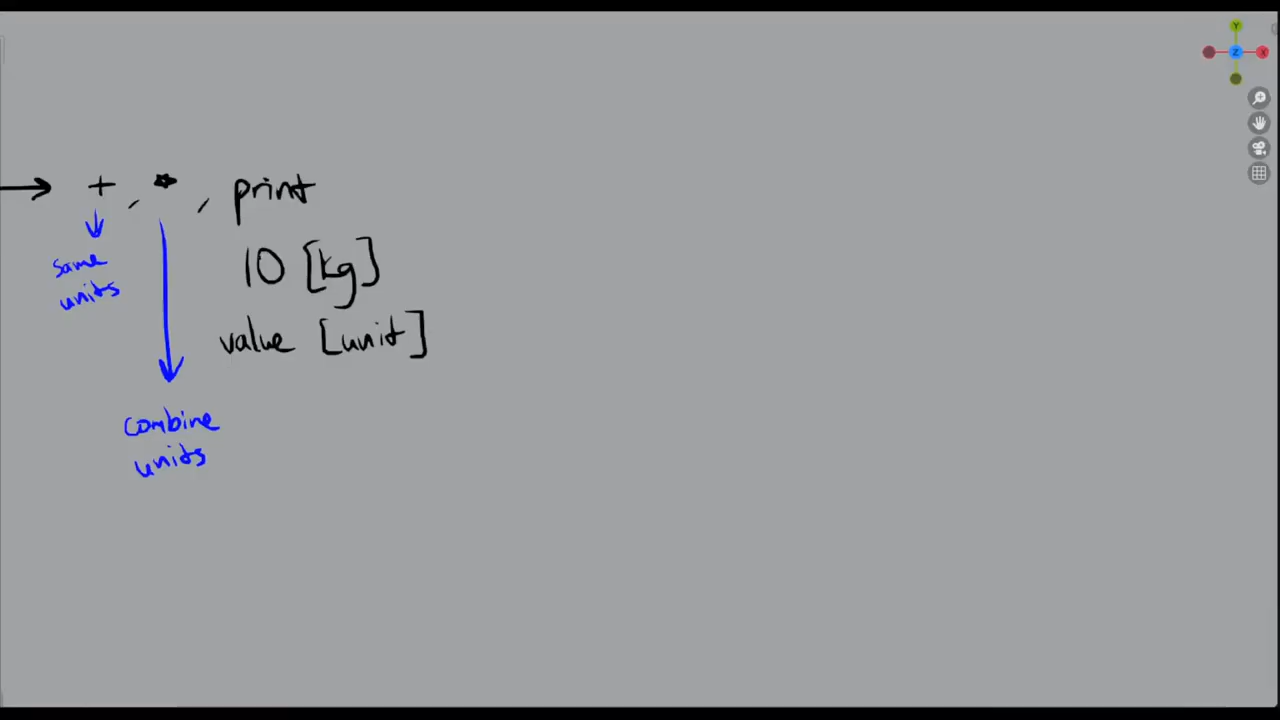 + , * , print
same
units
10 [kg]
value [unit]
combine
units
Y
Z X